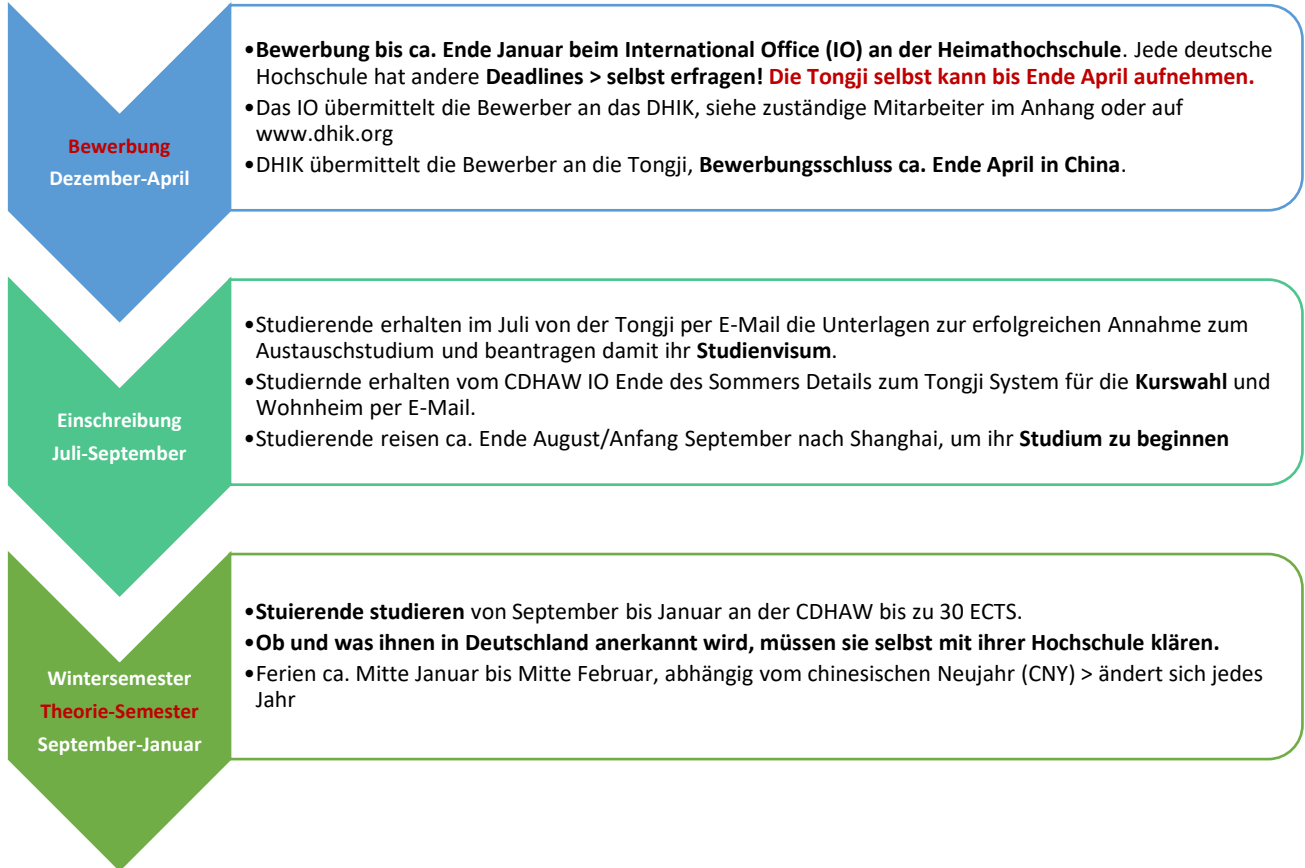 Bewerbung
Dezember-April
•Bewerbung bis ca. Ende Januar beim International Office (IO) an der Heimathochschule. Jede deutsche
Hochschule hat andere Deadlines > selbst erfragen! Die Tongji selbst kann bis Ende April aufnehmen.
•Das IO übermittelt die Bewerber an das DHIK, siehe zuständige Mitarbeiter im Anhang oder auf
www.dhik.org
•DHIK übermittelt die Bewerber an die Tongji, Bewerbungsschluss ca. Ende April in China.
Einschreibung
Juli-September
•Studierende erhalten im Juli von der Tongji per E-Mail die Unterlagen zur erfolgreichen Annahme zum
Austauschstudium und beantragen damit ihr Studienvisum.
•Studiernde erhalten vom CDHAW IO Ende des Sommers Details zum Tongji System für die Kurswahl und
Wohnheim per E-Mail.
•Studierende reisen ca. Ende August/Anfang September nach Shanghai, um ihr Studium zu beginnen
Wintersemester
Theorie-Semester
September-Januar
•Stuierende studieren von September bis Januar an der CDHAW bis zu 30 ECTS.
•Ob und was ihnen in Deutschland anerkannt wird, müssen sie selbst mit ihrer Hochschule klären.
•Ferien ca. Mitte Januar bis Mitte Februar, abhängig vom chinesischen Neujahr (CNY) > ändert sich jedes
Jahr